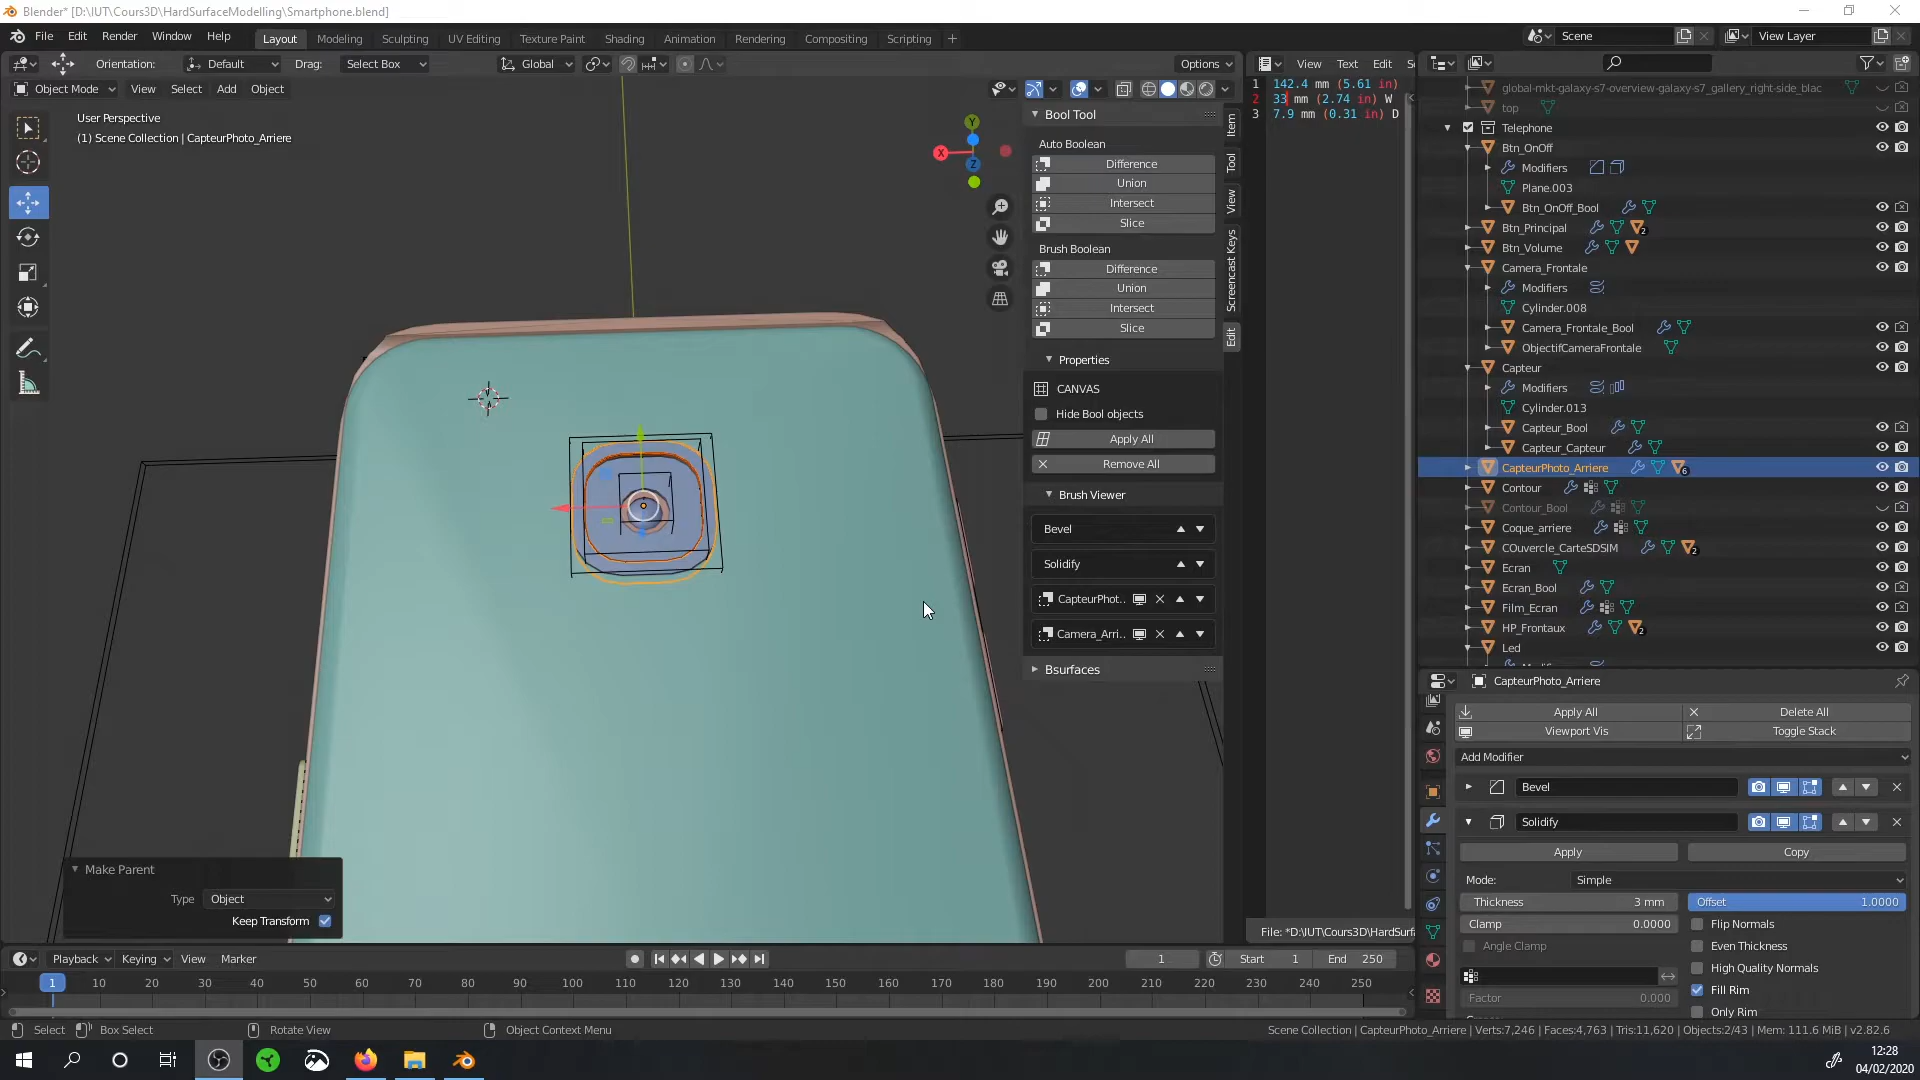 Blender* [D:\IUT\Cours3D\HardSurfaceModelling\Smartphone.blend]
File Edit Render Window Help Layout Modeling Sculpting UV Editing Texture Paint Shading Animation Rendering Compositing Scripting + Scene View Layer
Orientation: Default Drag: Select Box Global Options View Text Edit
Object Mode View Select Add Object
User Perspective
(1) Scene Collection | CapteurPhoto_Arriere
X Y Z
Bool Tool
Auto Boolean
Difference
Union
Intersect
Slice
Brush Boolean
Difference
Union
Intersect
Slice
Properties
CANVAS
Hide Bool objects
Apply All
Remove All
Brush Viewer
Bevel
Solidify
CapteurPhot..
Camera_Arri..
Bsurfaces
Item
Tool
View
Screencast Keys
Edit
1 142.4 mm (5.61 in)
2 33 mm (2.74 in) W
3 7.9 mm (0.31 in) D
File: *D:\IUT\Cours3D\HardSurfa
global-mkt-galaxy-s7-overview-galaxy-s7_gallery_right-side_blac
top
Telephone
Btn_OnOff
Modifiers
Plane.003
Btn_OnOff_Bool
Btn_Principal 2
Btn_Volume
Camera_Frontale
Modifiers
Cylinder.008
Camera_Frontale_Bool
ObjectifCameraFrontale
Capteur
Modifiers
Cylinder.013
Capteur_Bool
Capteur_Capteur
CapteurPhoto_Arriere 6
Contour
Contour_Bool
Coque_arriere
COuvercle_CarteSDSIM 2
Ecran
Ecran_Bool
Film_Ecran
HP_Frontaux 2
Led
CapteurPhoto_Arriere
Apply All Delete All
Viewport Vis Toggle Stack
Add Modifier
Bevel
Solidify
Apply Copy
Mode: Simple
Thickness 3 mm Offset 1.0000
Clamp 0.0000 Flip Normals
Angle Clamp Even Thickness
High Quality Normals
Fill Rim
Factor 0.000
Only Rim
Make Parent
Type Object
Keep Transform
Playback Keying View Marker 1 Start 1 End 250
1 10 20 30 40 50 60 70 80 90 100 110 120 130 140 150 160 170 180 190 200 210 220 230 240 250
Select Box Select Rotate View Object Context Menu Scene Collection | CapteurPhoto_Arriere | Verts:7,246 | Faces:4,763 | Tris:11,620 | Objects:2/43 | Mem: 111.6 MiB | v2.82.6
12:28
04/02/2020